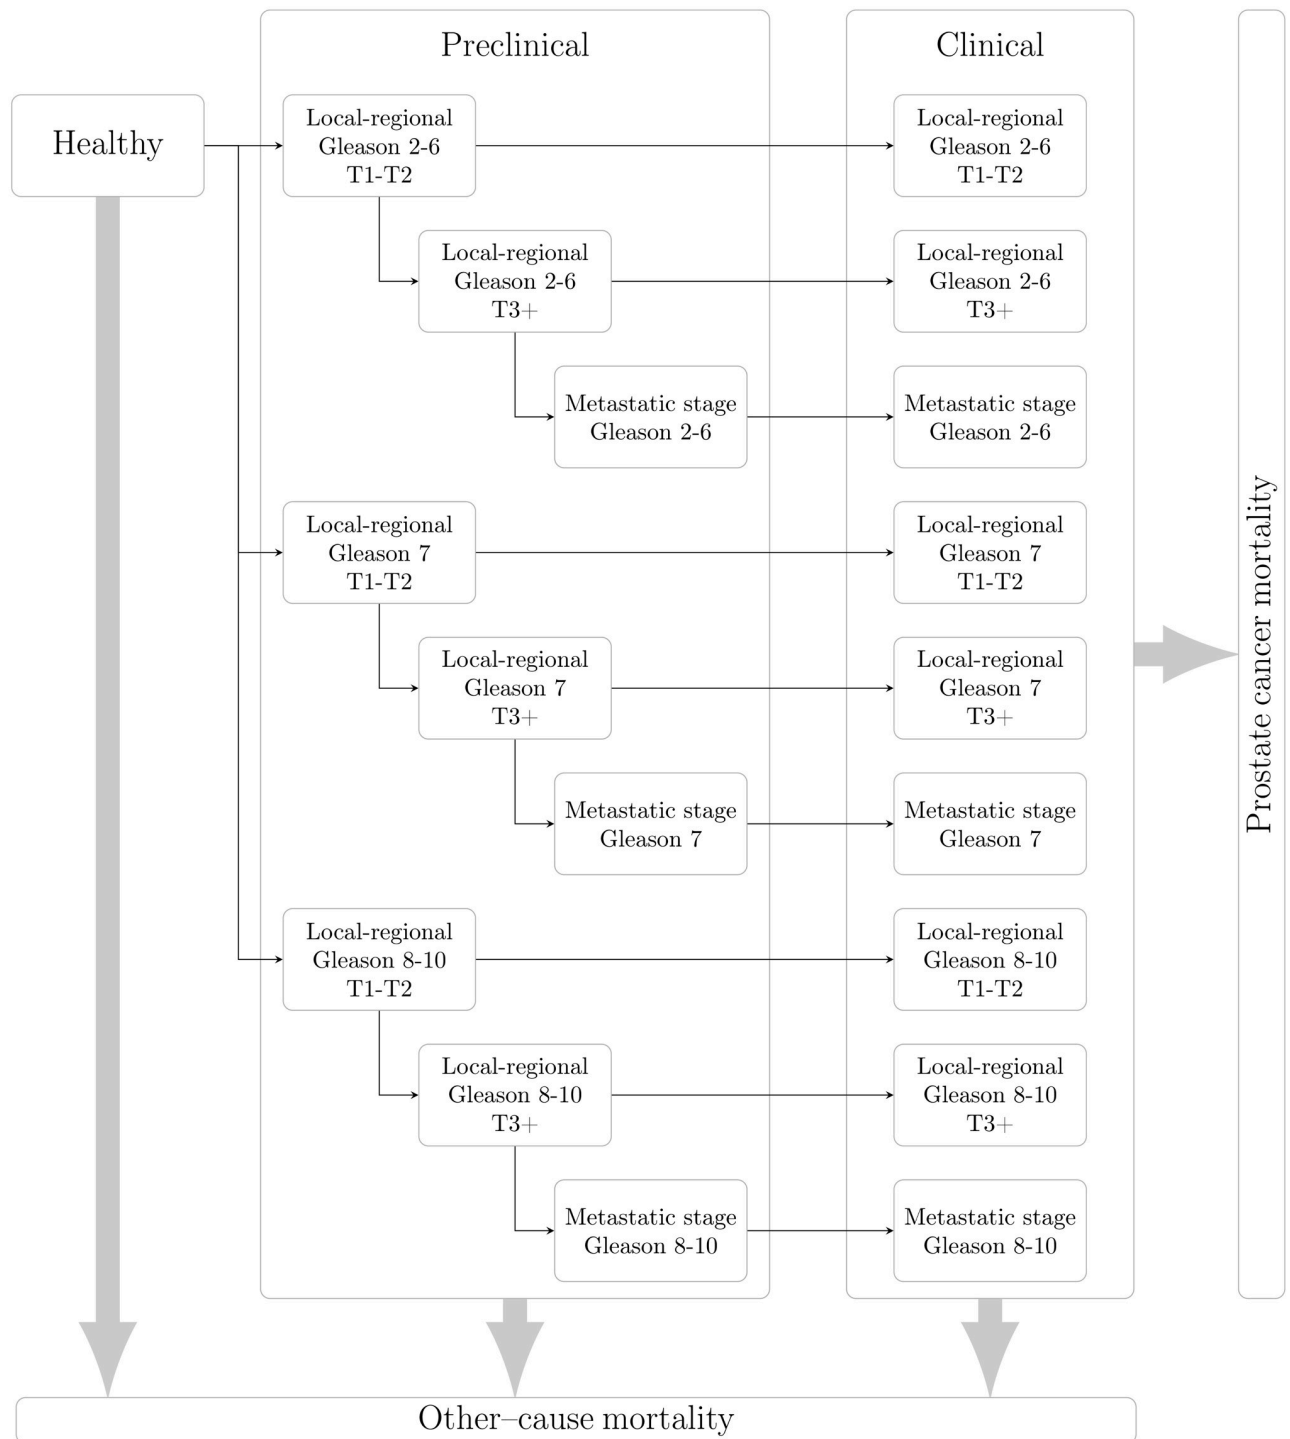 Preclinical
Clinical
Healthy
Local-regional
Gleason 2-6
T1-T2
Local-regional
Gleason 2-6
T1-T2
Local-regional
Gleason 2-6
T3+
Local-regional
Gleason 2-6
T3+
Metastatic stage
Gleason 2-6
Metastatic stage
Gleason 2-6
Local-regional
Gleason 7
T1-T2
Local-regional
Gleason 7
T1-T2
Local-regional
Gleason 7
T3+
Local-regional
Gleason 7
T3+
Metastatic stage
Gleason 7
Metastatic stage
Gleason 7
Local-regional
Gleason 8-10
T1-T2
Local-regional
Gleason 8-10
T1-T2
Local-regional
Gleason 8-10
T3+
Local-regional
Gleason 8-10
T3+
Metastatic stage
Gleason 8-10
Metastatic stage
Gleason 8-10
Prostate cancer mortality
Other–cause mortality